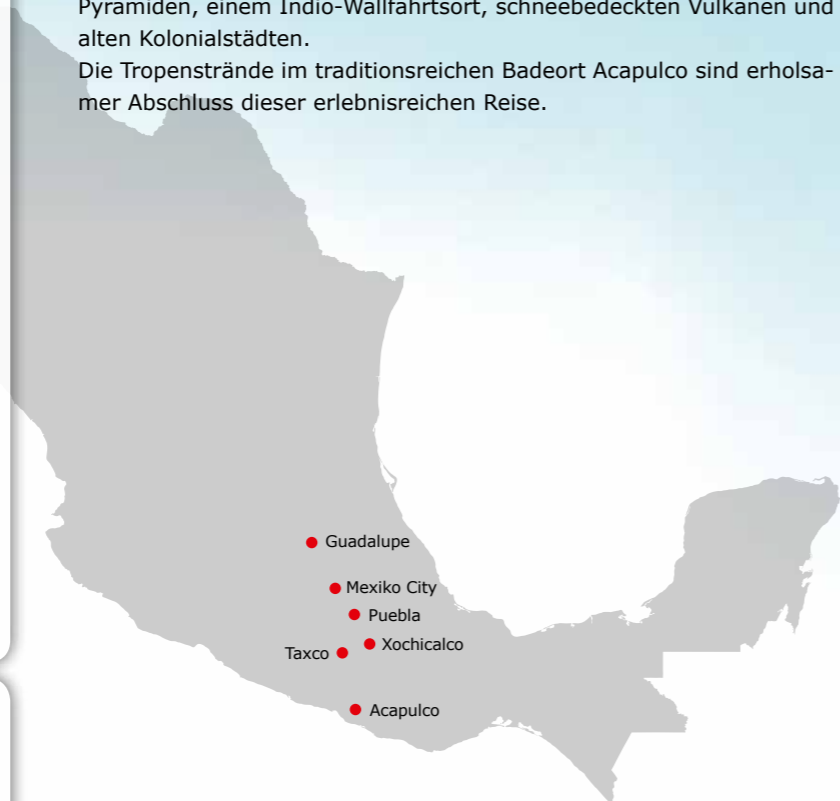 Pyramiden, einem Indio-Wallfahrtsort, schneebedeckten Vulkanen und
alten Kolonialstädten.
Die Tropenstrände im traditionsreichen Badeort Acapulco sind erholsa-
mer Abschluss dieser erlebnisreichen Reise.
Guadalupe
Mexiko City
Puebla
Xochicalco
Taxco
Acapulco